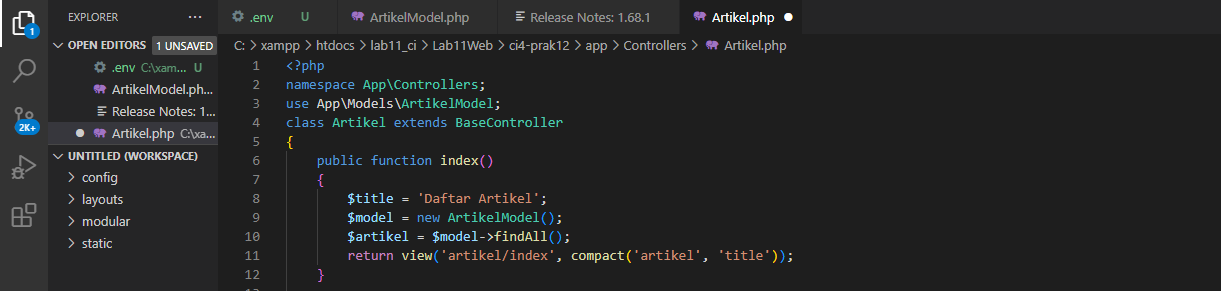 EXPLORER
.env U
ArtikelModel.php
Release Notes: 1.68.1
Artikel.php
OPEN EDITORS 1 UNSAVED
.env C:\xam... U
ArtikelModel.ph...
Release Notes: 1...
Artikel.php C:\xa...
UNTITLED (WORKSPACE)
config
layouts
modular
static
1
2K+
C: > xampp > htdocs > lab11_ci > Lab11Web > ci4-prak12 > app > Controllers > Artikel.php
1 <?php
2 namespace App\Controllers;
3 use App\Models\ArtikelModel;
4 class Artikel extends BaseController
5 {
6 public function index()
7 {
8 $title = 'Daftar Artikel';
9 $model = new ArtikelModel();
10 $artikel = $model->findAll();
11 return view('artikel/index', compact('artikel', 'title'));
12 }